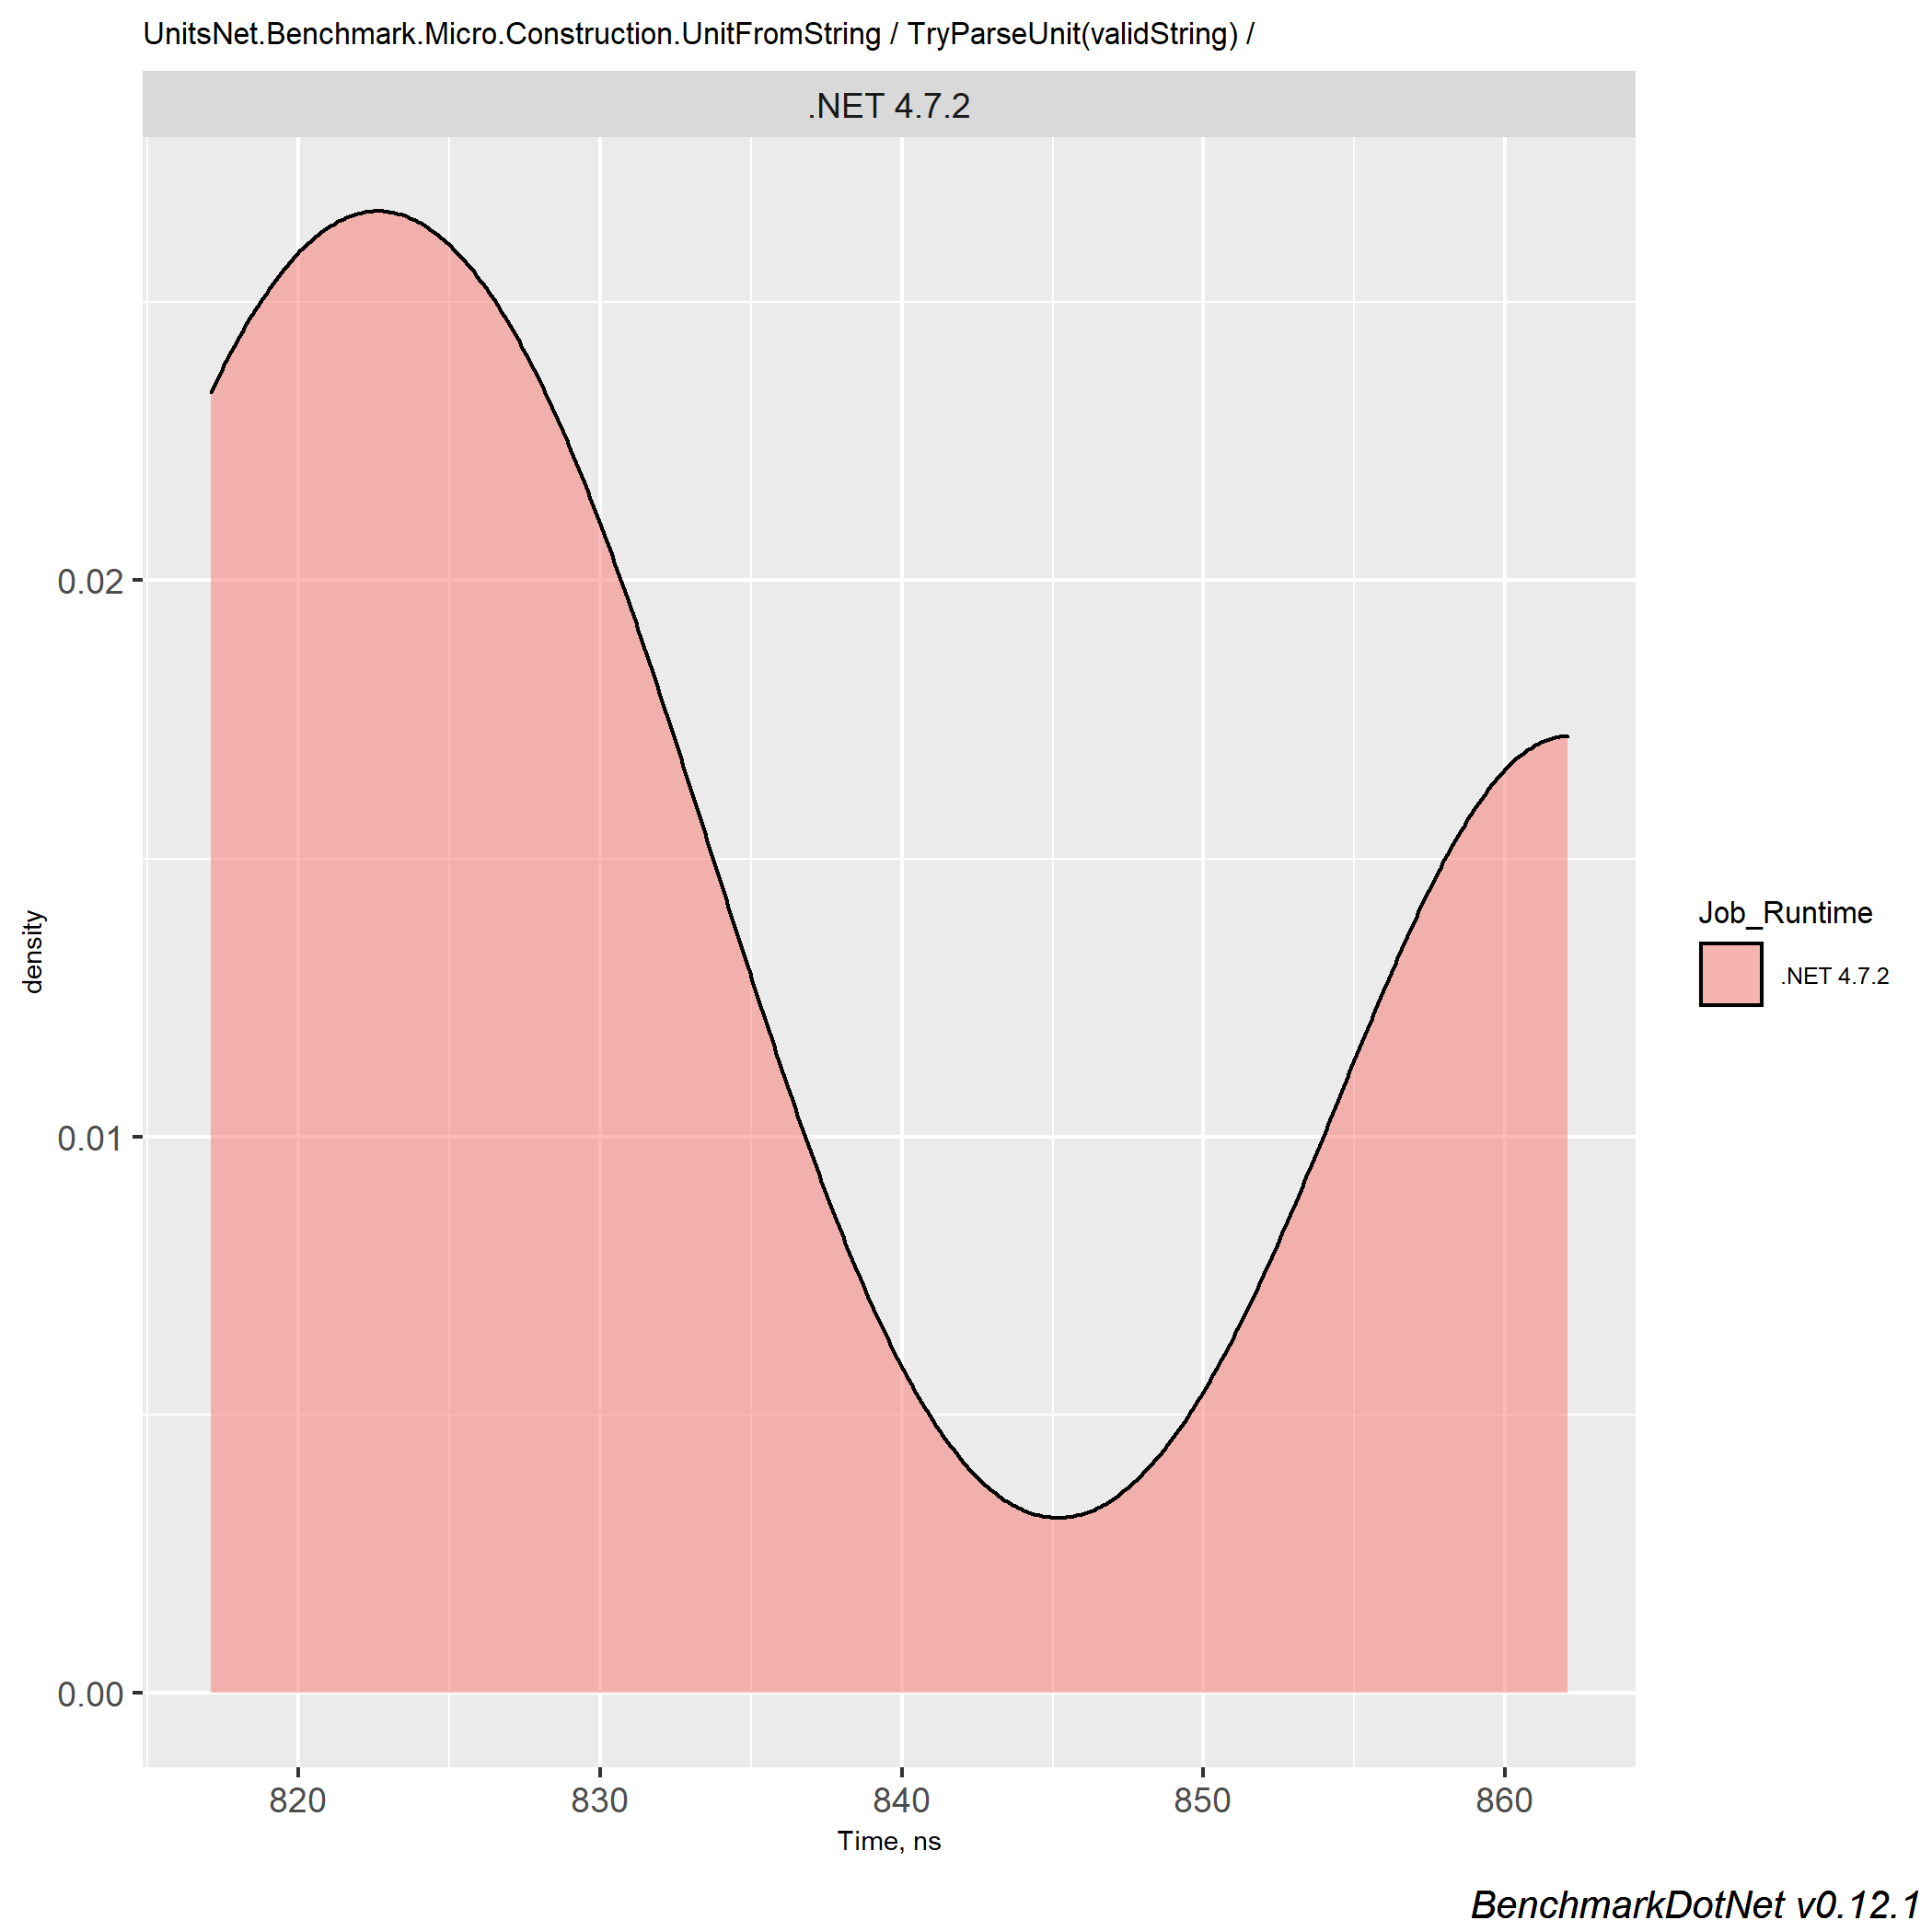 UnitsNet.Benchmark.Micro.Construction.UnitFromString / TryParseUnit(validString) /
.NET 4.7.2
density
0.02
0.01
0.00
820 830 840 850 860
Time, ns
Job_Runtime
.NET 4.7.2
BenchmarkDotNet v0.12.1